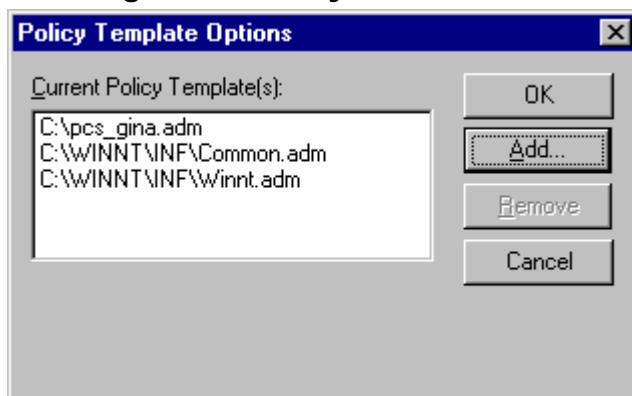 Policy Template Options
Current Policy Template(s):
C:\pcs_gina.adm
C:\WINNT\INF\Common.adm
C:\WINNT\INF\Winnt.adm
OK
Add...
Remove
Cancel